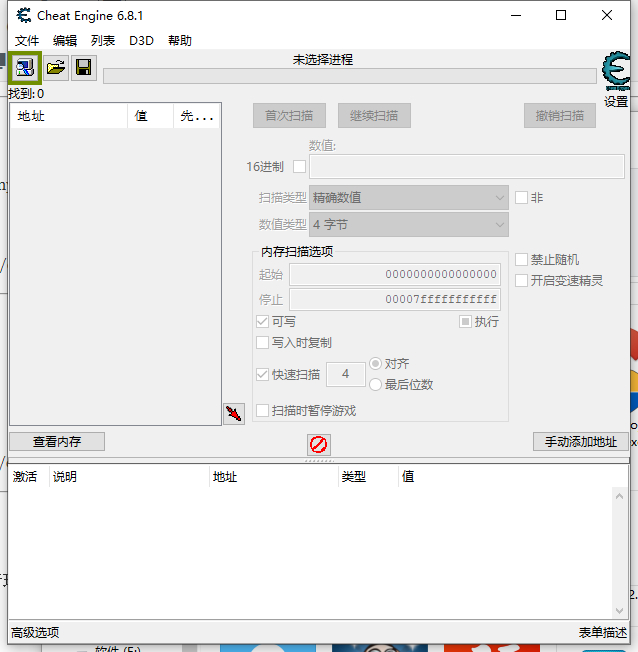 Cheat Engine 6.8.1
文件 编辑 列表 D3D 帮助
未选择进程
设置
找到: 0
地址 值 先...
首次扫描 继续扫描 撤销扫描
数值:
16进制
扫描类型 精确数值 非
数值类型 4 字节
内存扫描选项
起始 0000000000000000
停止 00007fffffffffff
禁止随机
开启变速精灵
可写 执行
写入时复制
快速扫描 4 对齐
最后位数
扫描时暂停游戏
查看内存 手动添加地址
激活 说明 地址 类型 值
高级选项 表单描述
软件 (F:)